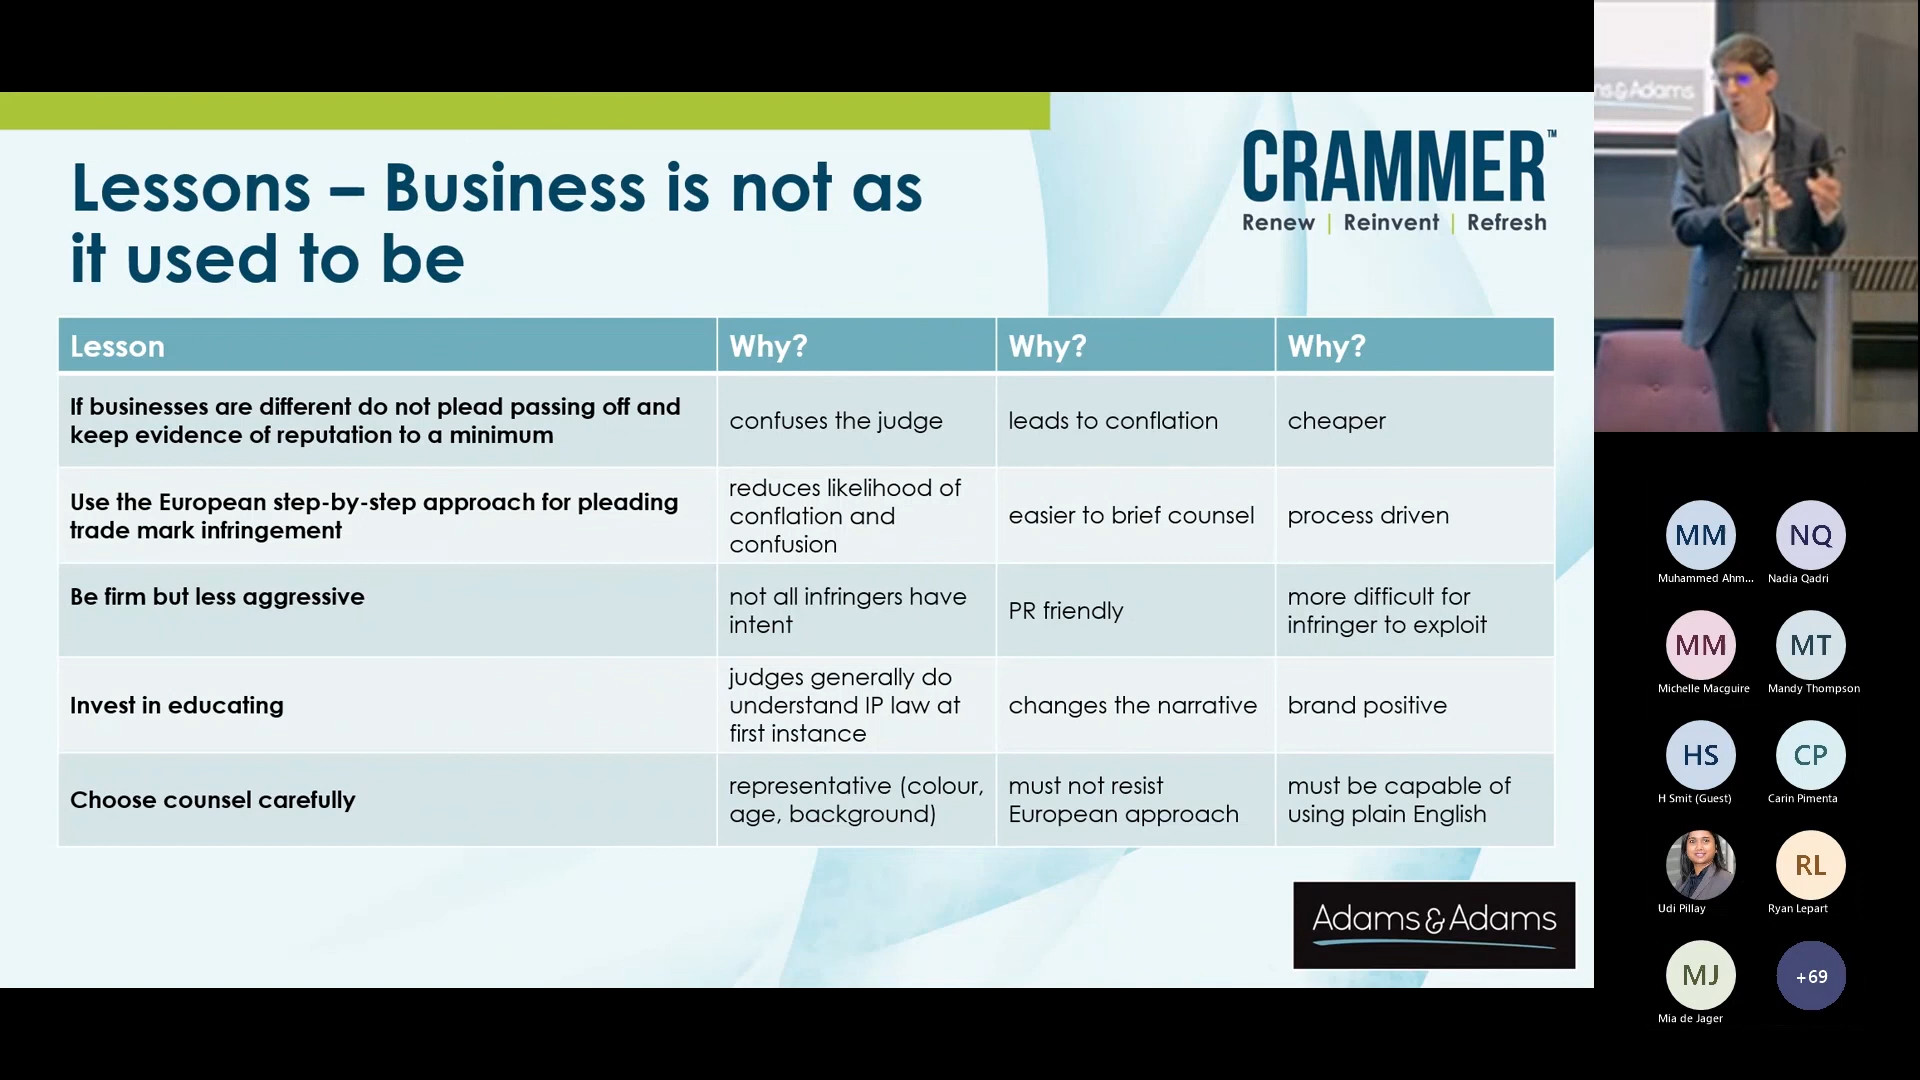 Lessons – Business is not as
it used to be
CRAMMER™
Renew | Reinvent | Refresh
Lesson
Why?
Why?
Why?
If businesses are different do not plead passing off and
keep evidence of reputation to a minimum
confuses the judge
leads to conflation
cheaper
Use the European step-by-step approach for pleading
trade mark infringement
reduces likelihood of
conflation and
confusion
easier to brief counsel
process driven
Be firm but less aggressive
not all infringers have
intent
PR friendly
more difficult for
infringer to exploit
Invest in educating
judges generally do
understand IP law at
first instance
changes the narrative
brand positive
Choose counsel carefully
representative (colour,
age, background)
must not resist
European approach
must be capable of
using plain English
Adams & Adams
ns & Adams
MM
NQ
Muhammed Ahm...
Nadia Qadri
MM
MT
Michelle Macguire
Mandy Thompson
HS
CP
H Smit (Guest)
Carin Pimenta
RL
Udi Pillay
Ryan Lepart
MJ
+69
Mia de Jager